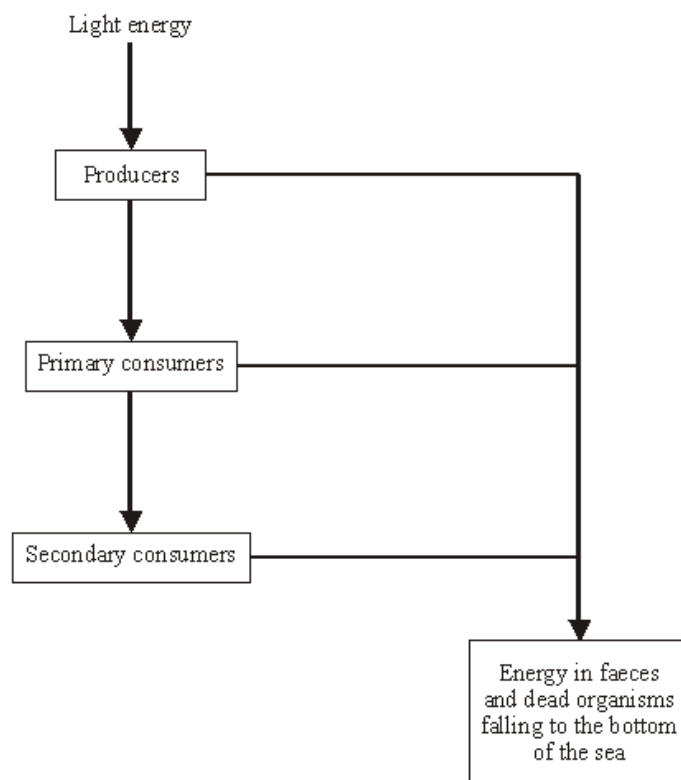 Light energy
Producers
Primary consumers
Secondary consumers
Energy in faeces
and dead organisms
falling to the bottom
of the sea